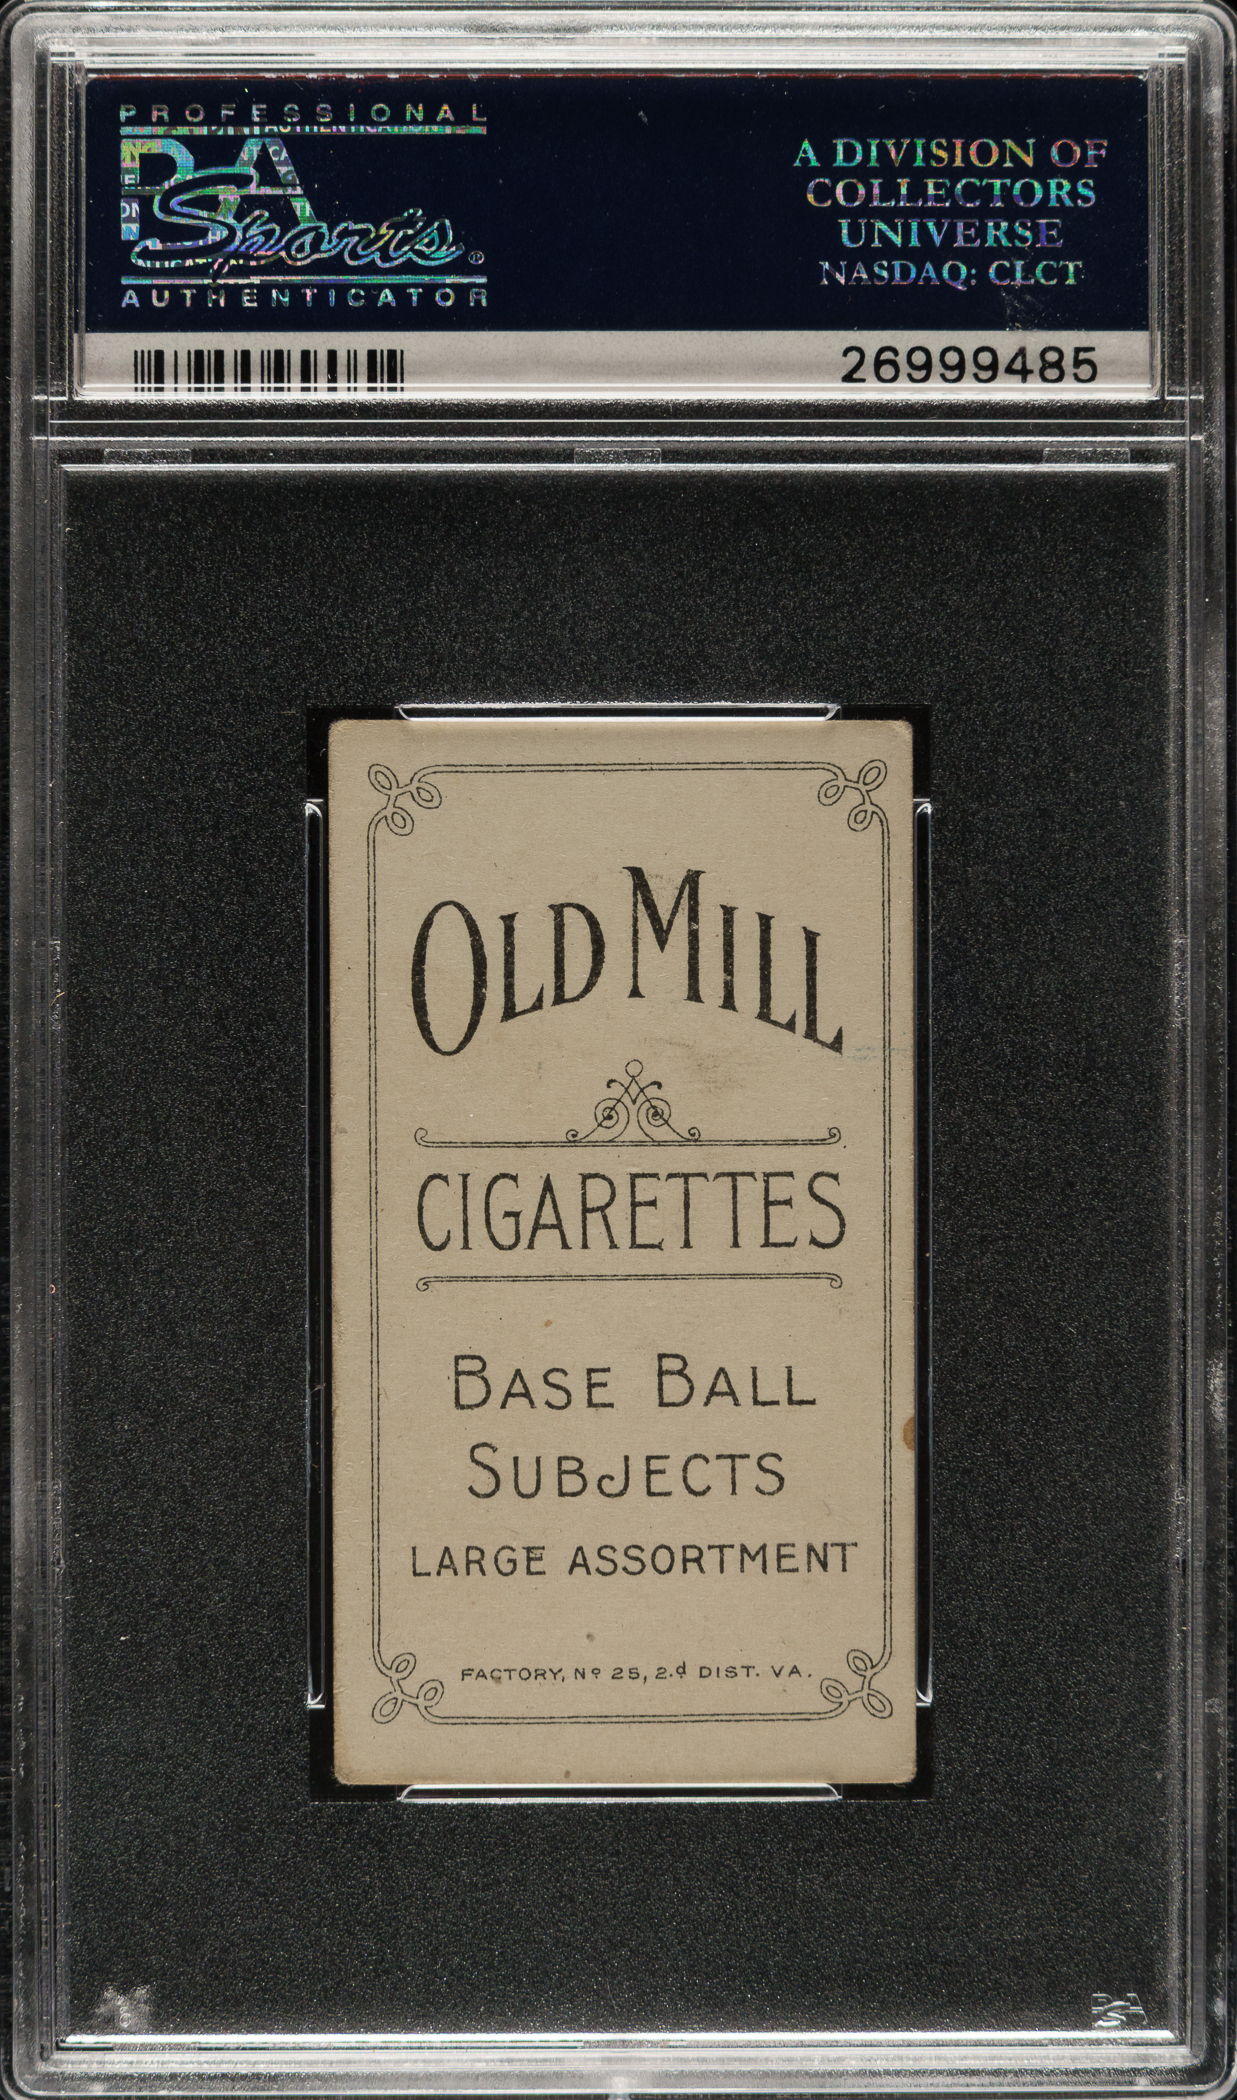 PROFESSIONAL
PSA
Sports®
AUTHENTICATOR
A DIVISION OF
COLLECTORS
UNIVERSE
NASDAQ: CLCT
26999485
OLD MILL
CIGARETTES
BASE BALL
SUBJECTS
LARGE ASSORTMENT
FACTORY, Nº 25, 2.d DIST. VA.
PSA